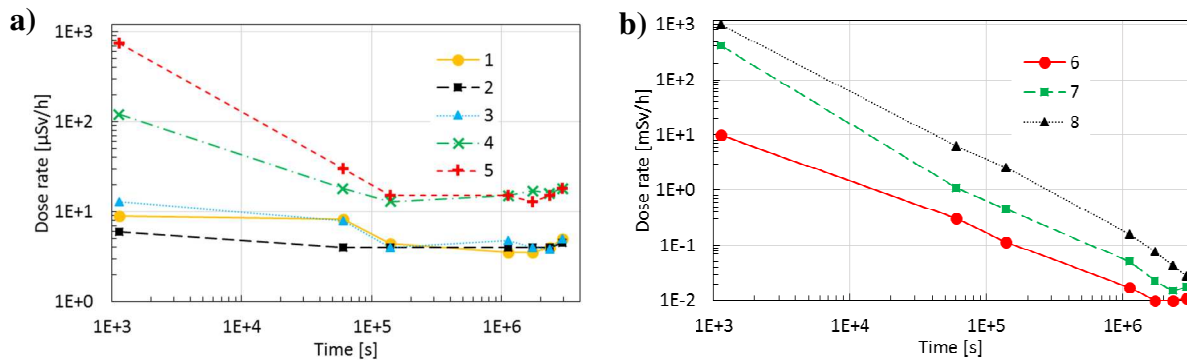 a)
1E+3
1E+2
1E+1
1E+0
Dose rate [µSv/h]
1
2
3
4
5
1E+3
1E+4
1E+5
1E+6
Time [s]
b)
1E+3
1E+2
1E+1
1E+0
1E-1
1E-2
Dose rate [mSv/h]
6
7
8
1E+3
1E+4
1E+5
1E+6
Time [s]